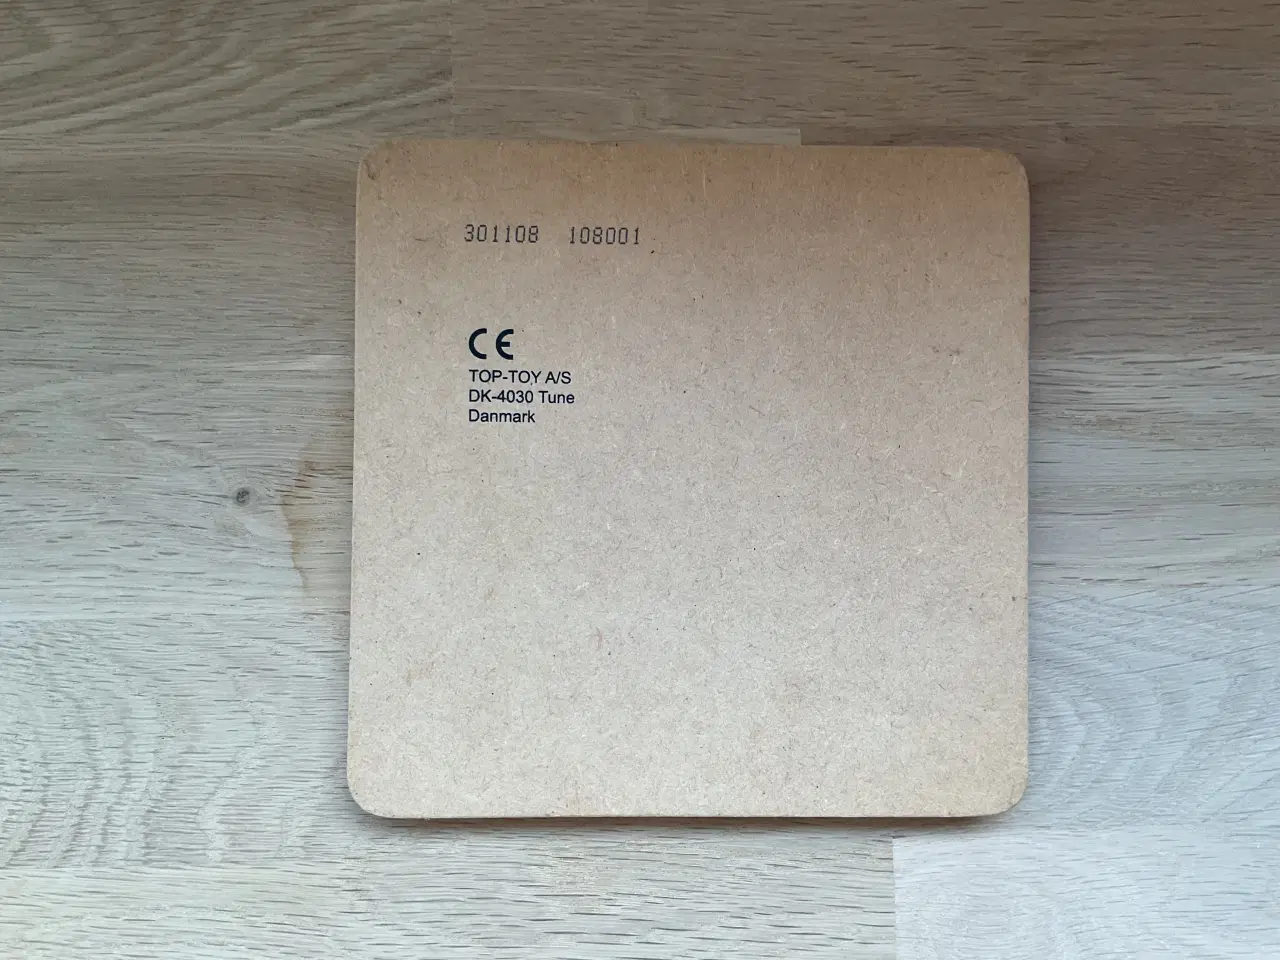 301108 108001
CE
TOP-TOY A/S
DK-4030 Tune
Danmark